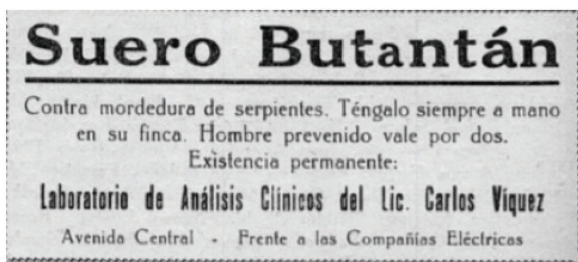 Suero Butantán
Contra mordedura de serpientes. Téngalo siempre a mano
en su finca. Hombre prevenido vale por dos.
Existencia permanente:
Laboratorio de Análisis Clínicos del Lic. Carlos Víquez
Avenida Central - Frente a las Compañías Eléctricas